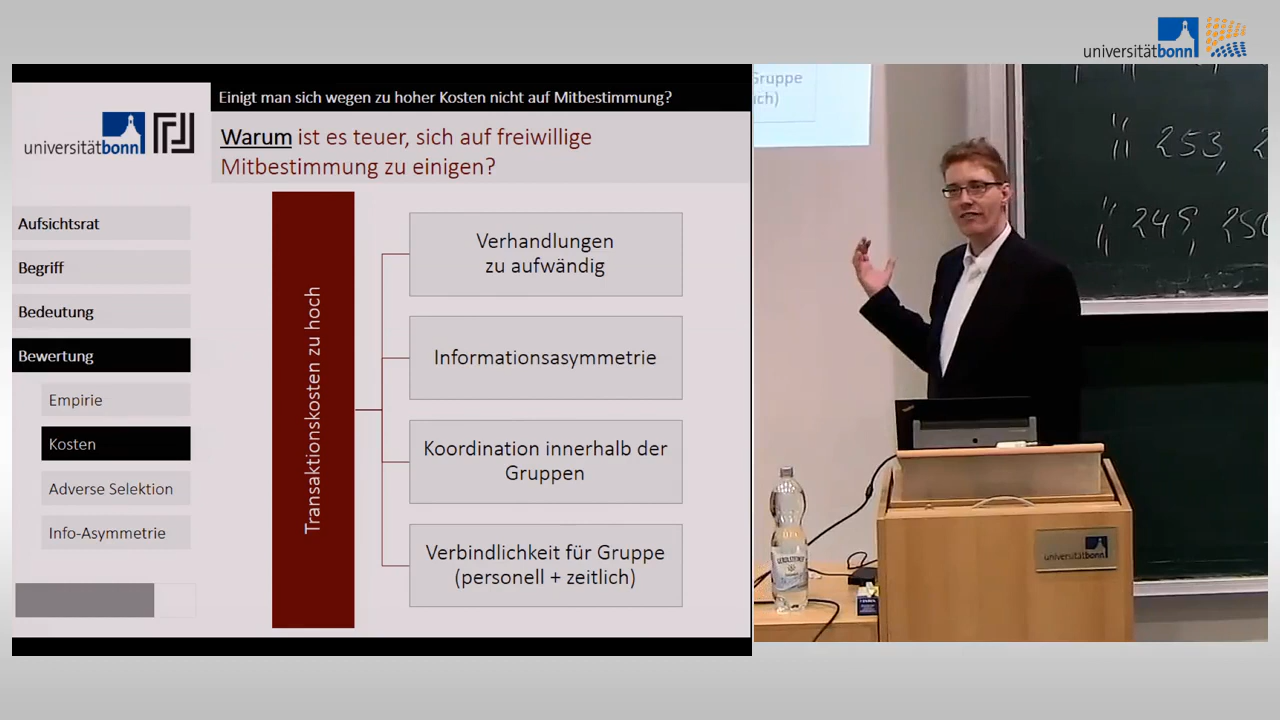 universitätbonn
Einigt man sich wegen zu hoher Kosten nicht auf Mitbestimmung?
universitätbonn
Warum ist es teuer, sich auf freiwillige
Mitbestimmung zu einigen?
Aufsichtsrat
Begriff
Bedeutung
Bewertung
Empirie
Kosten
Adverse Selektion
Info-Asymmetrie
Transaktionskosten zu hoch
Verhandlungen
zu aufwändig
Informationsasymmetrie
Koordination innerhalb der
Gruppen
Verbindlichkeit für Gruppe
(personell + zeitlich)
Gruppe
253,
249, 250
universitätbonn